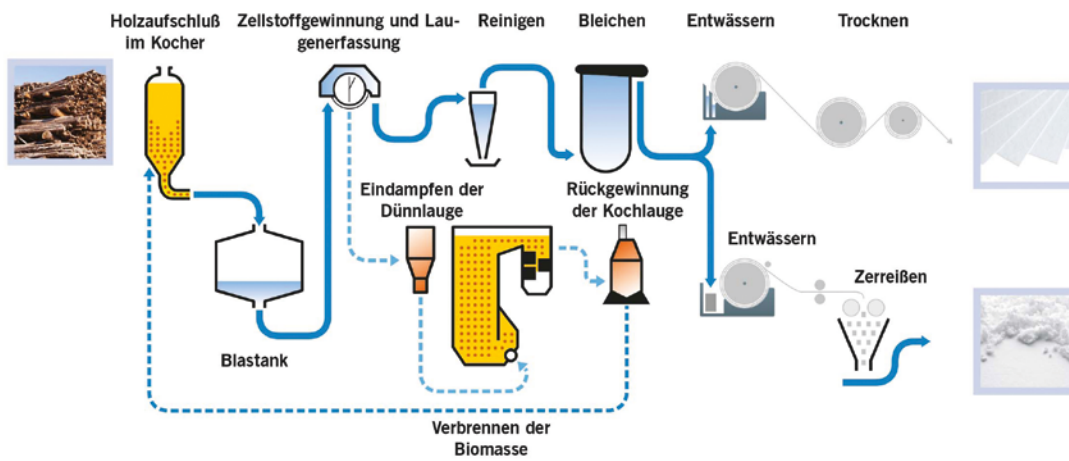 Holzaufschluß
im Kocher
Zellstoffgewinnung und Lau-
generfassung
Reinigen
Bleichen
Entwässern
Trocknen
Eindampfen der
Dünnlauge
Rückgewinnung
der Kochlauge
Entwässern
Zerreißen
Blastank
Verbrennen der
Biomasse